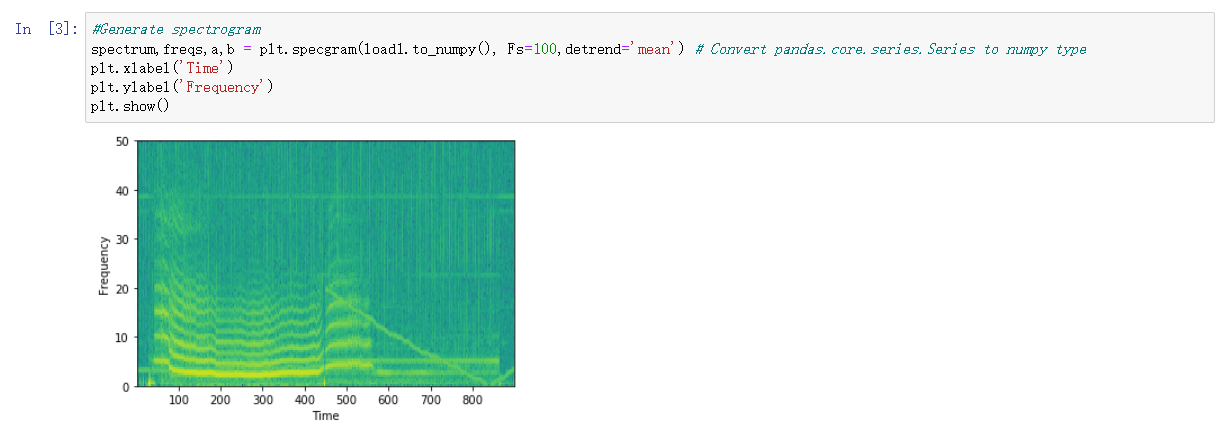 In [3]: #Generate spectrogram
spectrum,freqs,a,b = plt.specgram(load1.to_numpy(), Fs=100,detrend='mean') # Convert pandas.core.series.Series to numpy type
plt.xlabel('Time')
plt.ylabel('Frequency')
plt.show()
50
40
30
20
10
0
Frequency
100 200 300 400 500 600 700 800
Time